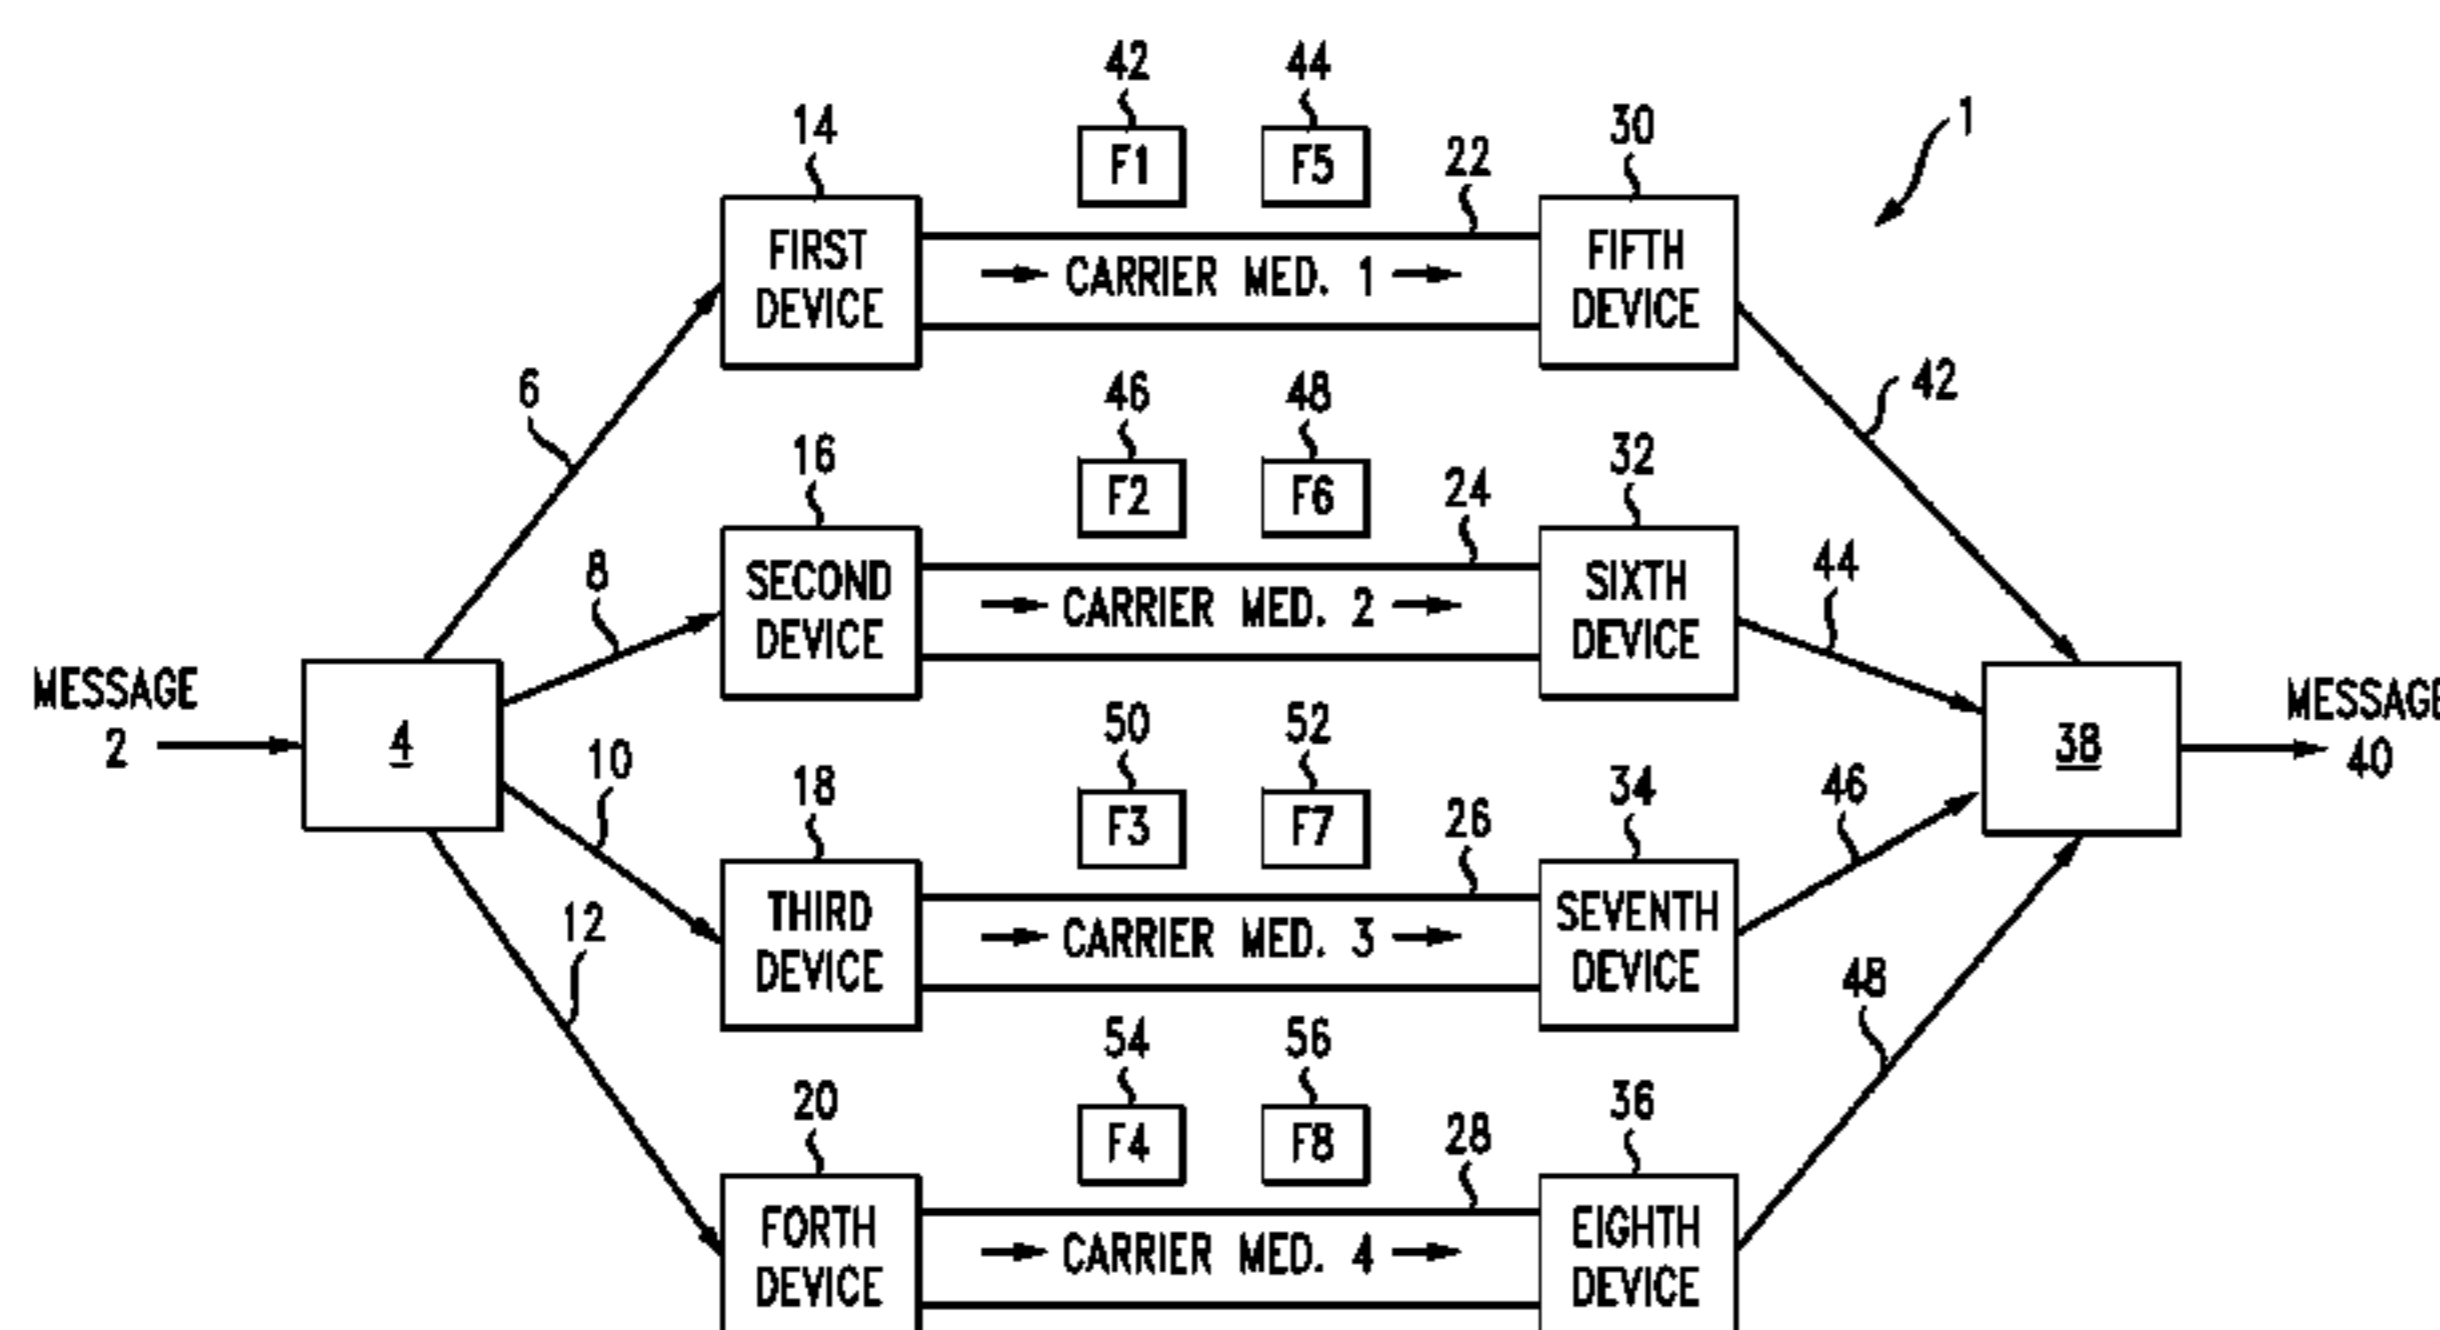 42
44
1
14
30
F1
F5
22
FIRST
DEVICE
CARRIER MED. 1
FIFTH
DEVICE
6
42
46
48
16
32
F2
F6
24
8
SECOND
DEVICE
CARRIER MED. 2
SIXTH
DEVICE
44
MESSAGE
2
4
38
MESSAGE
40
10
50
52
18
34
46
F3
F7
26
12
THIRD
DEVICE
CARRIER MED. 3
SEVENTH
DEVICE
48
54
56
20
36
F4
F8
28
FORTH
DEVICE
CARRIER MED. 4
EIGHTH
DEVICE